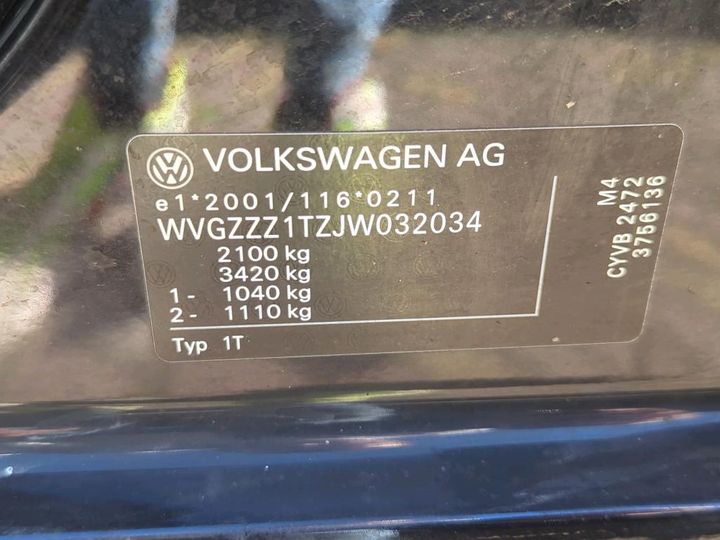 VOLKSWAGEN AG
e1*2001/116*0211
WVGZZZ1TZJW032034
2100 kg
3420 kg
1- 1040 kg
2- 1110 kg
Typ 1T
M4
CYVB 2472
3756136